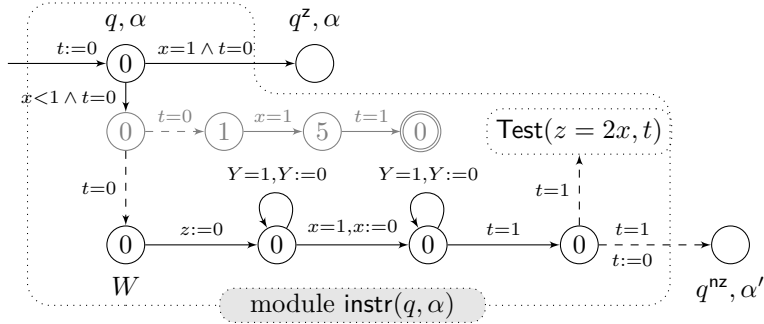 q, α
q^z, α
t:=0
0
x=1 ∧ t=0
x<1 ∧ t=0
0
t=0
1
x=1
5
t=1
0
Test(z = 2x, t)
t=0
Y=1,Y:=0
Y=1,Y:=0
t=1
0
z:=0
0
x=1,x:=0
0
t=1
0
t=1
t:=0
W
q^nz, α′
module instr(q, α)